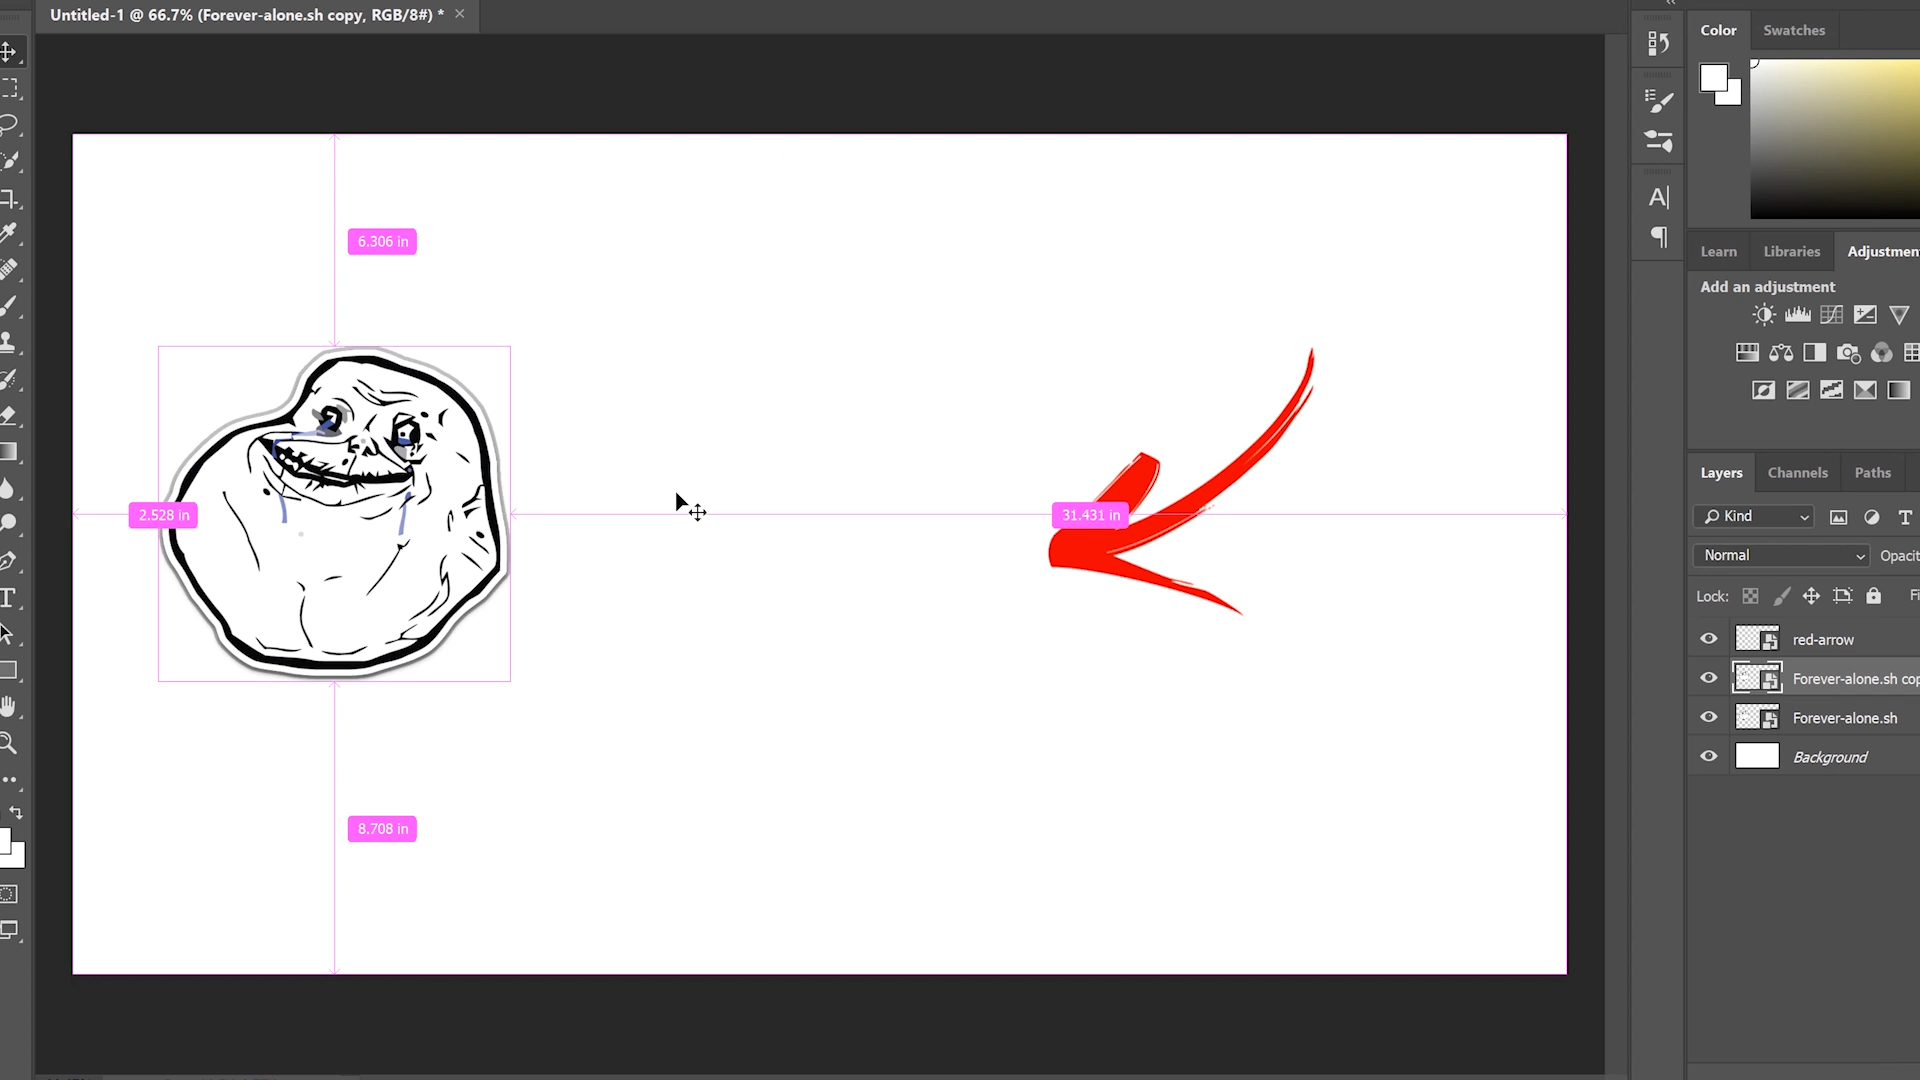 Untitled-1 @ 66.7% (Forever-alone.sh copy, RGB/8#) *
Color
Swatches
6.306 in
Learn
Libraries
Adjustmen
Add an adjustment
Layers
Channels
Paths
2.528 in
31.431 in
Kind
Normal
Opacit
Lock:
Fi
red-arrow
Forever-alone.sh cop
Forever-alone.sh
Background
8.708 in